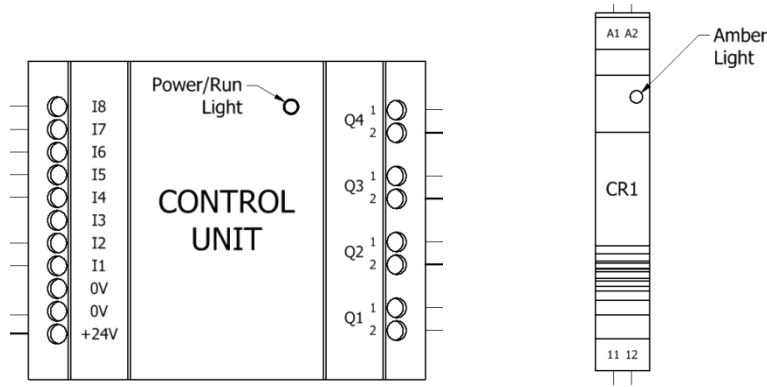 Power/Run
Light
I8
I7
I6
I5
I4
I3
I2
I1
0V
0V
+24V
CONTROL
UNIT
Q4 1
2
Q3 1
2
Q2 1
2
Q1 1
2
A1 A2
Amber
Light
CR1
11 12